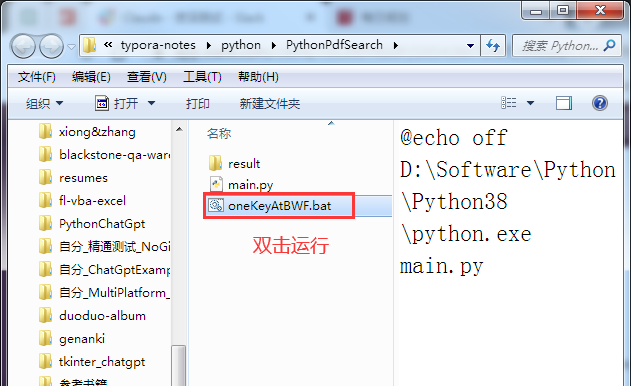 typora-notes ▸ python ▸ PythonPdfSearch ▸
搜索 Python...
文件(F) 编辑(E) 查看(V) 工具(T) 帮助(H)
组织 打开 打印 新建文件夹
xiong&zhang
blackstone-qa-ware
resumes
fl-vba-excel
PythonChatGpt
自分_精通测试_NoGi
自分_ChatGptExamp
自分_MultiPlatform_
duoduo-album
genanki
tkinter_chatgpt
参考书籍
名称
result
main.py
oneKeyAtBWF.bat
双击运行
@echo off
D:\Software\Python
\Python38
\python.exe
main.py